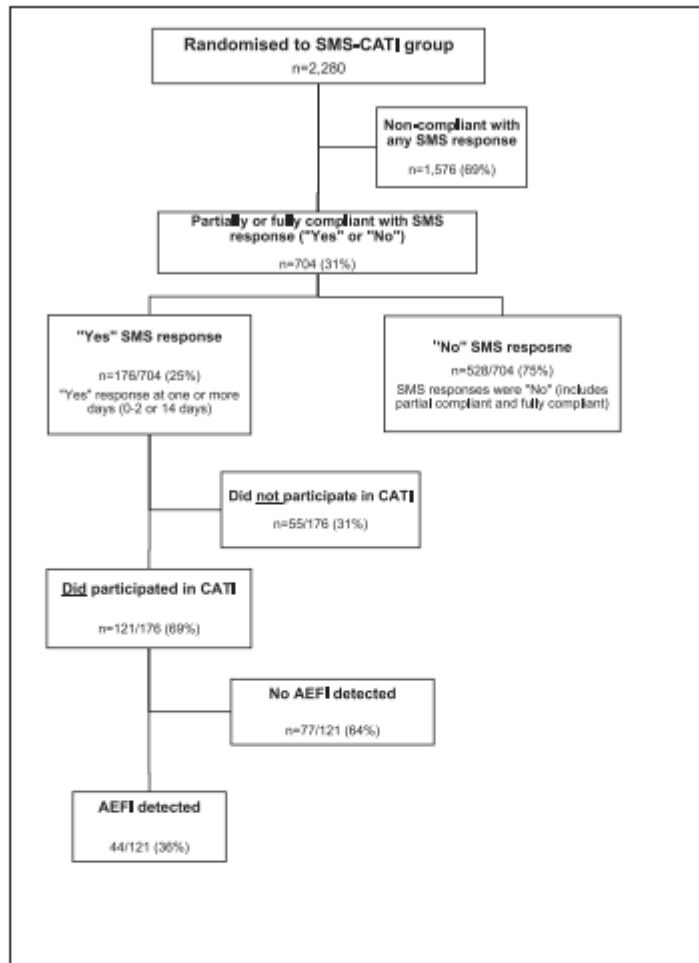 Randomised to SMS-CATI group
n=2,280
Non-compliant with
any SMS response
n=1,576 (69%)
Partially or fully compliant with SMS
response ("Yes" or "No")
n=704 (31%)
"Yes" SMS response
n=176/704 (25%)
"Yes" response at one or more
days (0-2 or 14 days)
"No" SMS resposne
n=528/704 (75%)
SMS responses were "No" (includes
partial compliant and fully compliant)
Did not participate in CATI
n=55/176 (31%)
Did participated in CATI
n=121/176 (69%)
No AEFI detected
n=77/121 (64%)
AEFI detected
44/121 (36%)